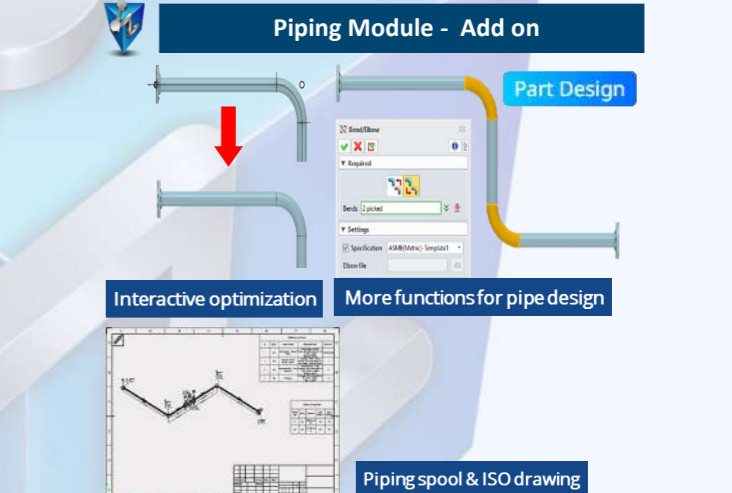 Piping Module - Add on
Part Design
Bend/Elbow
Required
Bends 2 picked
Settings
Specification ASME(Metric)-Template1
Elbow file
Interactive optimization
More functions for pipe design
Piping spool & ISO drawing